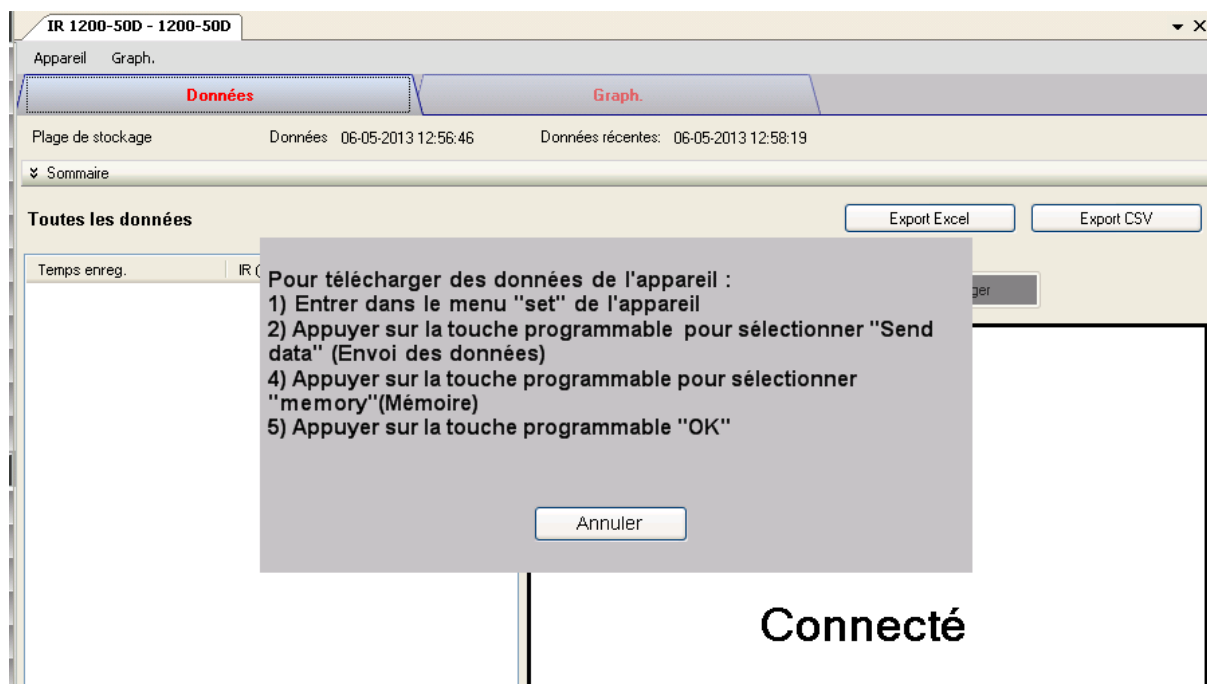 IR 1200-50D - 1200-50D
Appareil Graph.
Données Graph.
Plage de stockage Données 06-05-2013 12:56:46 Données récentes: 06-05-2013 12:58:19
Sommaire
Toutes les données Export Excel Export CSV
Temps enreg. IR (
Pour télécharger des données de l'appareil :
1) Entrer dans le menu "set" de l'appareil
2) Appuyer sur la touche programmable pour sélectionner "Send
data" (Envoi des données)
4) Appuyer sur la touche programmable pour sélectionner
"memory"(Mémoire)
5) Appuyer sur la touche programmable "OK"
Annuler
Connecté